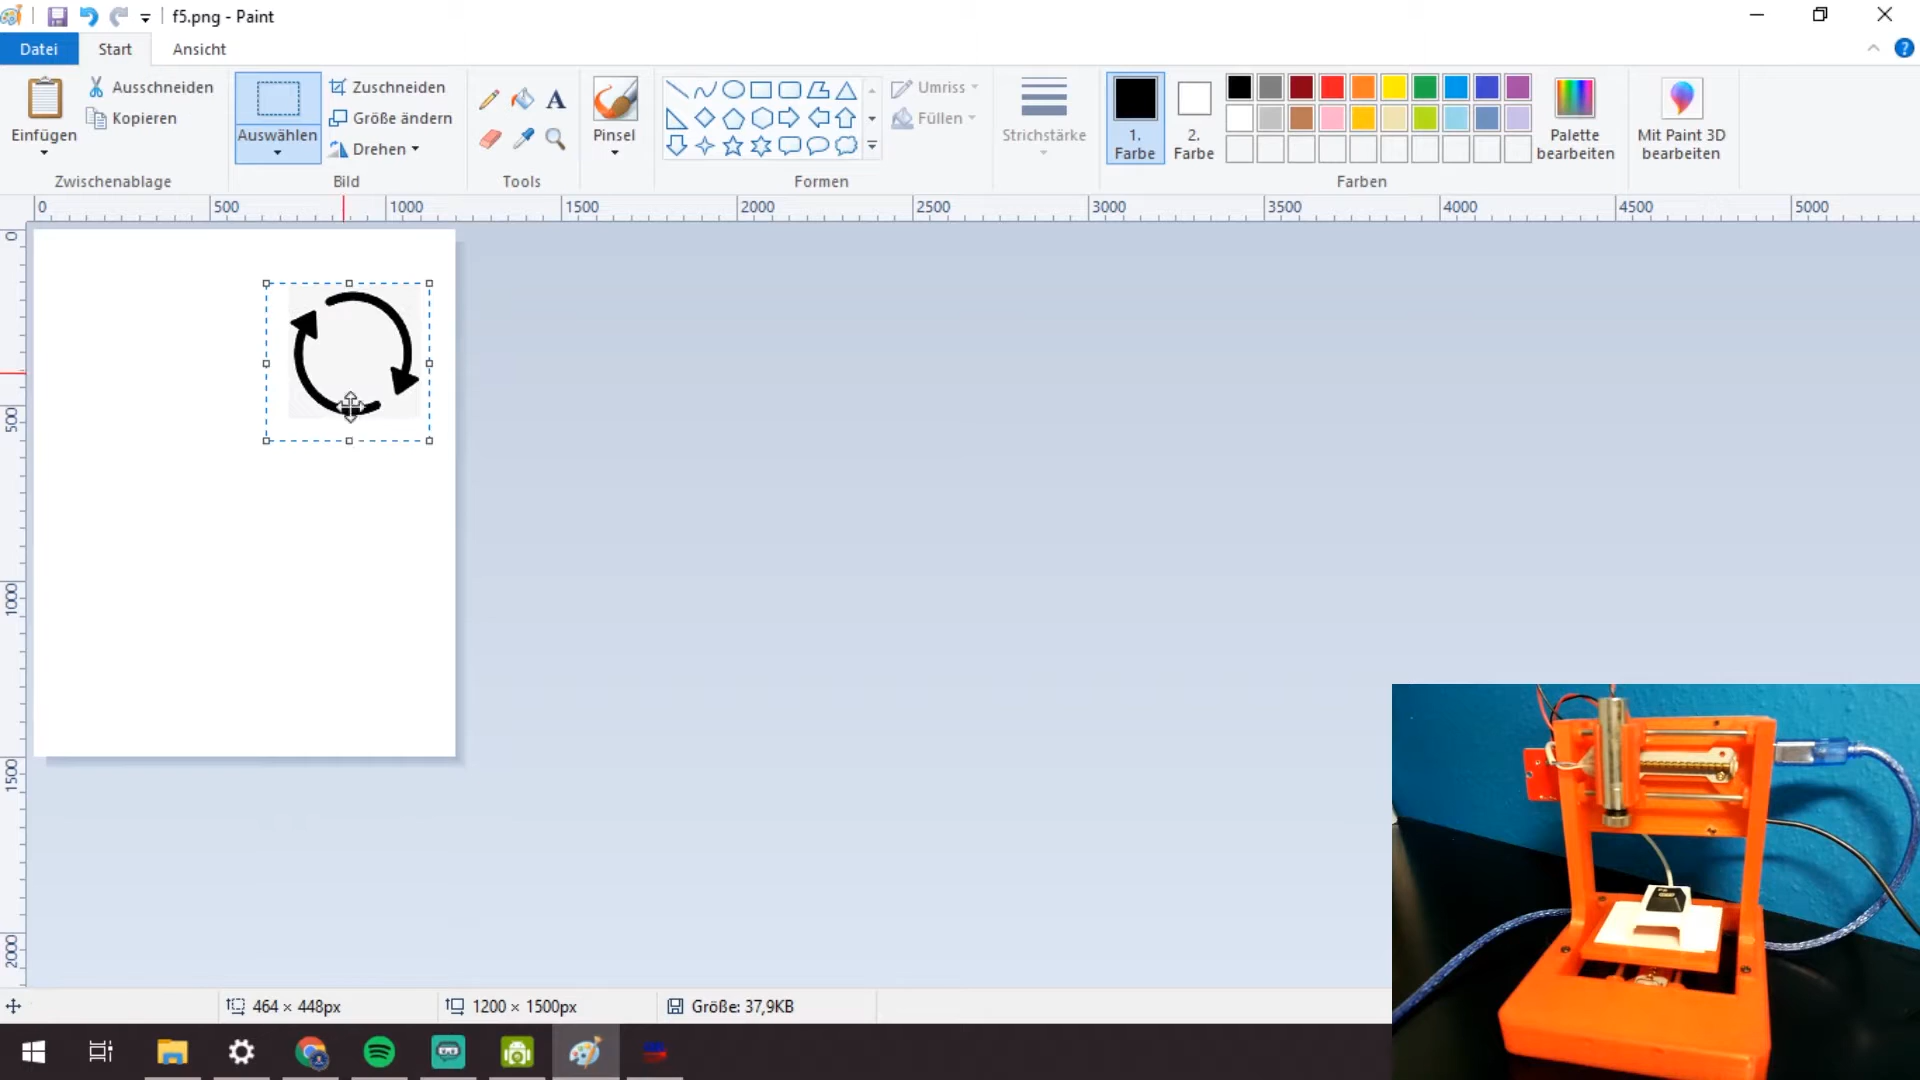 f5.png - Paint
Datei
Start
Ansicht
Einfügen
Ausschneiden
Kopieren
Zwischenablage
Auswählen
Zuschneiden
Größe ändern
Drehen
Bild
A
Tools
Pinsel
Formen
Umriss
Füllen
Strichstärke
1.
Farbe
2.
Farbe
Farben
Palette
bearbeiten
Mit Paint 3D
bearbeiten
?
0 500 1000 1500 2000 2500 3000 3500 4000 4500 5000
0
500
1000
1500
2000
464 × 448px
1200 × 1500px
Größe: 37,9KB